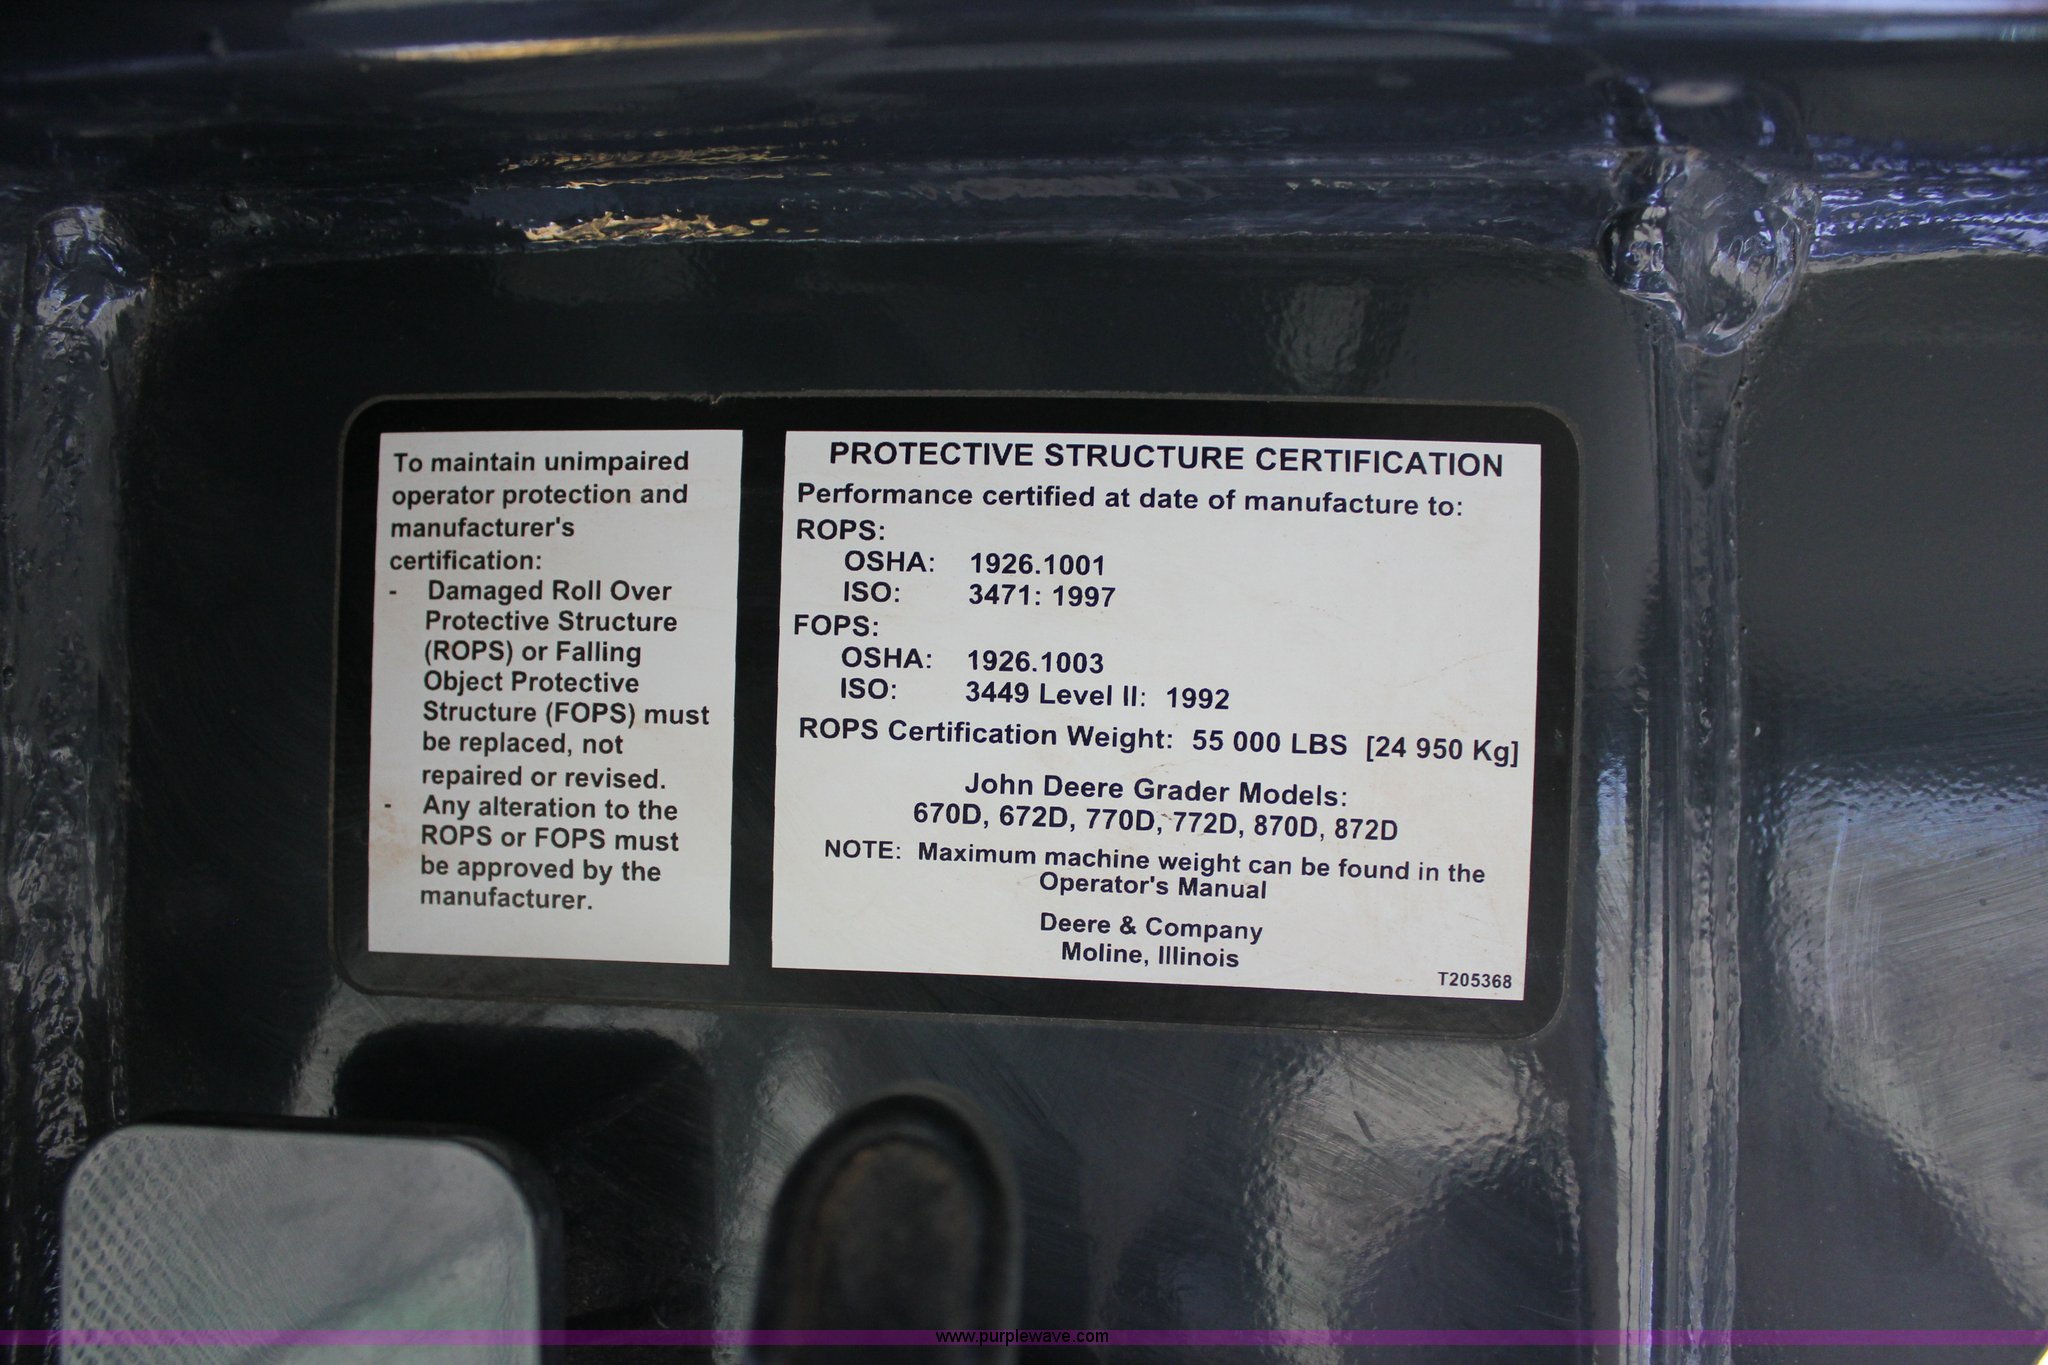 To maintain unimpaired
operator protection and
manufacturer's
certification:
- Damaged Roll Over
Protective Structure
(ROPS) or Falling
Object Protective
Structure (FOPS) must
be replaced, not
repaired or revised.
- Any alteration to the
ROPS or FOPS must
be approved by the
manufacturer.
PROTECTIVE STRUCTURE CERTIFICATION
Performance certified at date of manufacture to:
ROPS:
OSHA: 1926.1001
ISO: 3471: 1997
FOPS:
OSHA: 1926.1003
ISO: 3449 Level II: 1992
ROPS Certification Weight: 55 000 LBS [24 950 Kg]
John Deere Grader Models:
670D, 672D, 770D, 772D, 870D, 872D
NOTE: Maximum machine weight can be found in the
Operator's Manual
Deere & Company
Moline, Illinois
T205368
www.purplewave.com